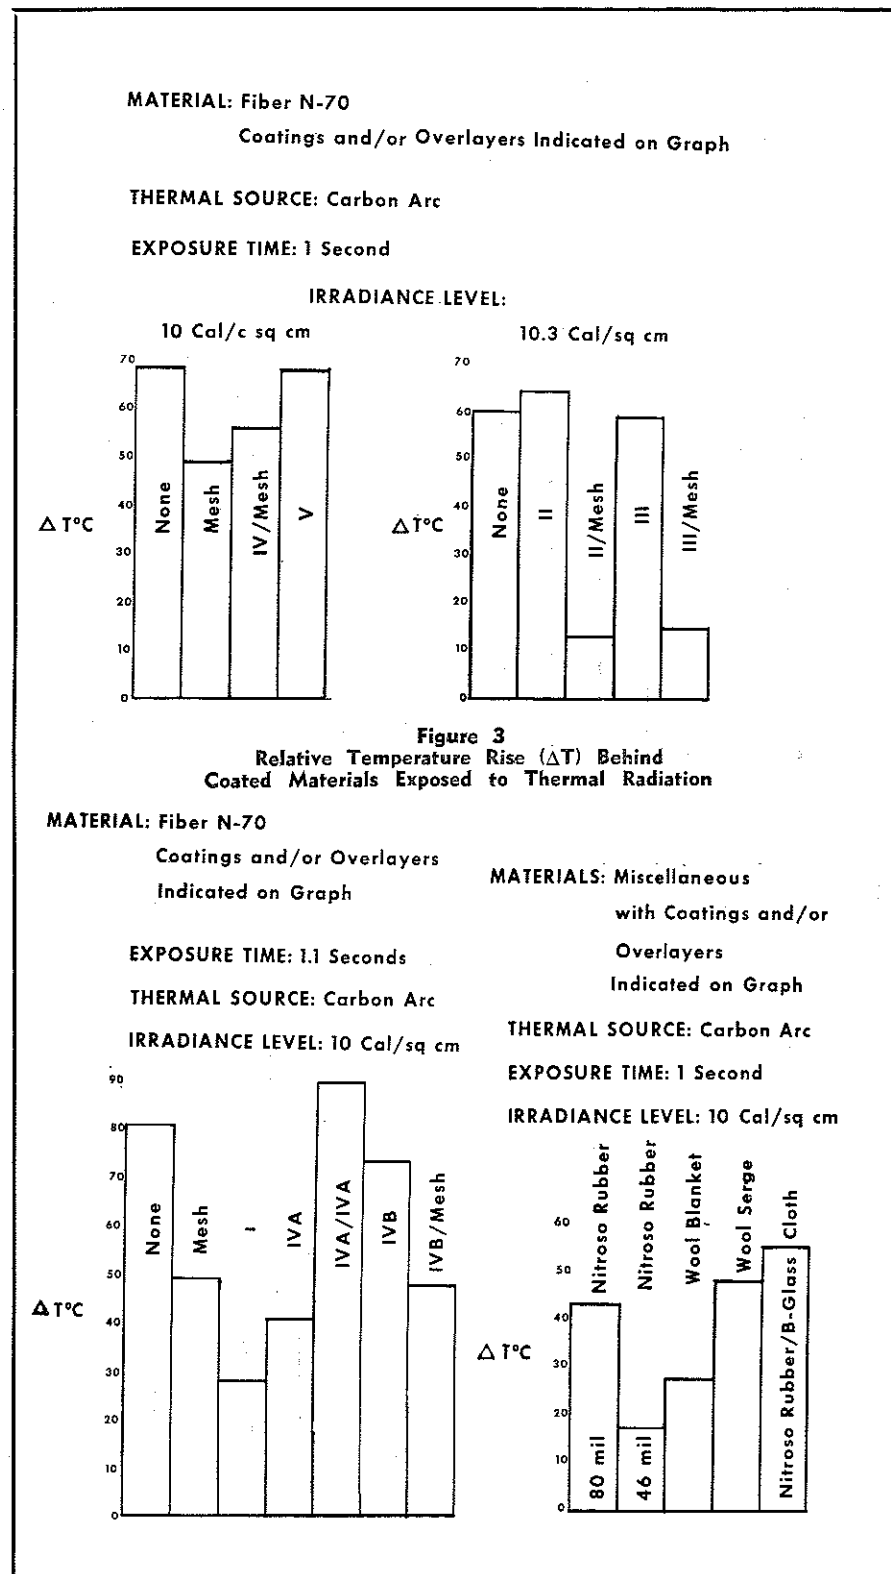 MATERIAL: Fiber N-70
Coatings and/or Overlayers Indicated on Graph
THERMAL SOURCE: Carbon Arc
EXPOSURE TIME: 1 Second
IRRADIANCE LEVEL:
10 Cal/c sq cm
70
60
50
40
30
20
10
0
Δ T°C
None
Mesh
IV/Mesh
V
10.3 Cal/sq cm
70
60
50
40
30
20
10
0
Δ T°C
None
II
II/Mesh
III
III/Mesh
Figure 3
Relative Temperature Rise (ΔT) Behind
Coated Materials Exposed to Thermal Radiation
MATERIAL: Fiber N-70
Coatings and/or Overlayers
Indicated on Graph
EXPOSURE TIME: 1.1 Seconds
THERMAL SOURCE: Carbon Arc
IRRADIANCE LEVEL: 10 Cal/sq cm
90
80
70
60
50
40
30
20
10
0
Δ T°C
None
Mesh
I
IVA
IVA/IVA
IVB
IVB/Mesh
MATERIALS: Miscellaneous
with Coatings and/or
Overlayers
Indicated on Graph
THERMAL SOURCE: Carbon Arc
EXPOSURE TIME: 1 Second
IRRADIANCE LEVEL: 10 Cal/sq cm
60
50
40
30
20
10
0
Δ T°C
Nitroso Rubber
80 mil
Nitroso Rubber
46 mil
Wool Blanket
Wool Serge
Nitroso Rubber/B-Glass Cloth